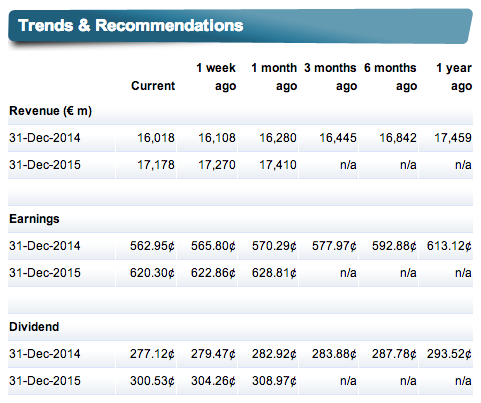 Trends & Recommendations
1 week 1 month 3 months 6 months 1 year
Current ago ago ago ago ago
Revenue (€ m)
31-Dec-2014 16,018 16,108 16,280 16,445 16,842 17,459
31-Dec-2015 17,178 17,270 17,410 n/a n/a n/a
Earnings
31-Dec-2014 562.95¢ 565.80¢ 570.29¢ 577.97¢ 592.88¢ 613.12¢
31-Dec-2015 620.30¢ 622.86¢ 628.81¢ n/a n/a n/a
Dividend
31-Dec-2014 277.12¢ 279.47¢ 282.92¢ 283.88¢ 287.78¢ 293.52¢
31-Dec-2015 300.53¢ 304.26¢ 308.97¢ n/a n/a n/a